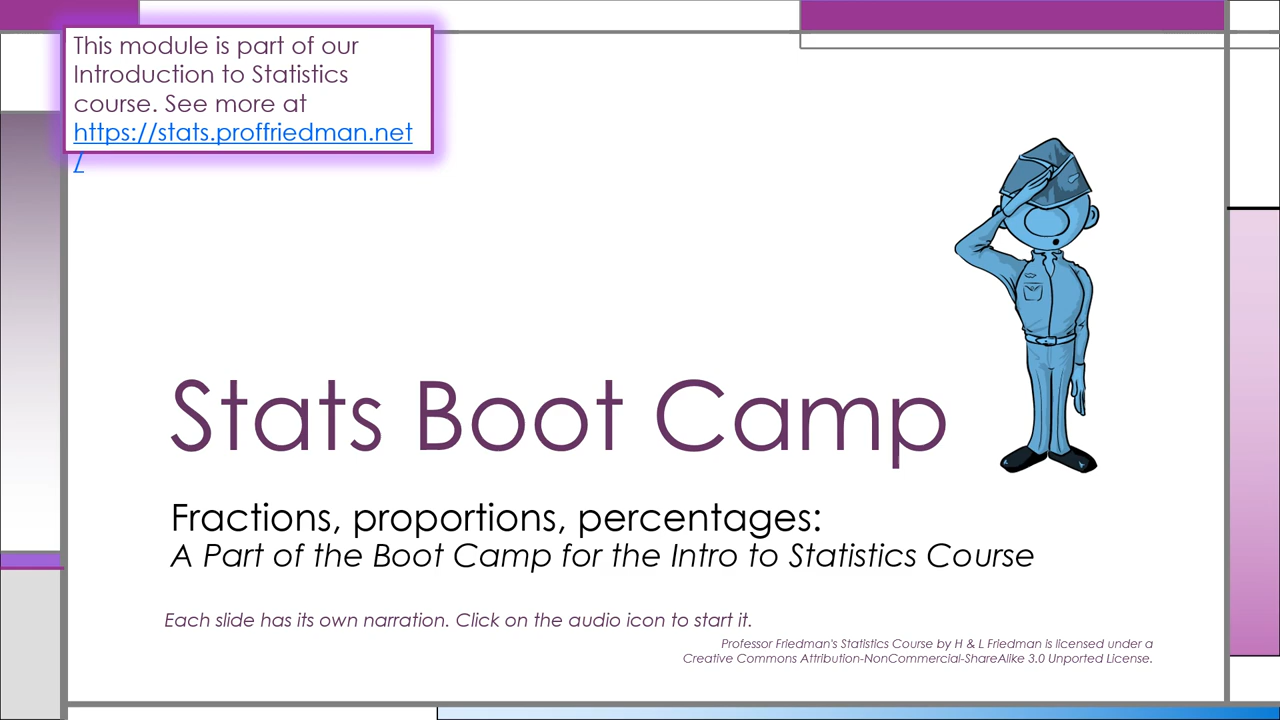 This module is part of our
Introduction to Statistics
course. See more at
https://stats.proffriedman.net
/
Stats Boot Camp
Fractions, proportions, percentages:
A Part of the Boot Camp for the Intro to Statistics Course
Each slide has its own narration. Click on the audio icon to start it.
Professor Friedman's Statistics Course by H & L Friedman is licensed under a
Creative Commons Attribution-NonCommercial-ShareAlike 3.0 Unported License.